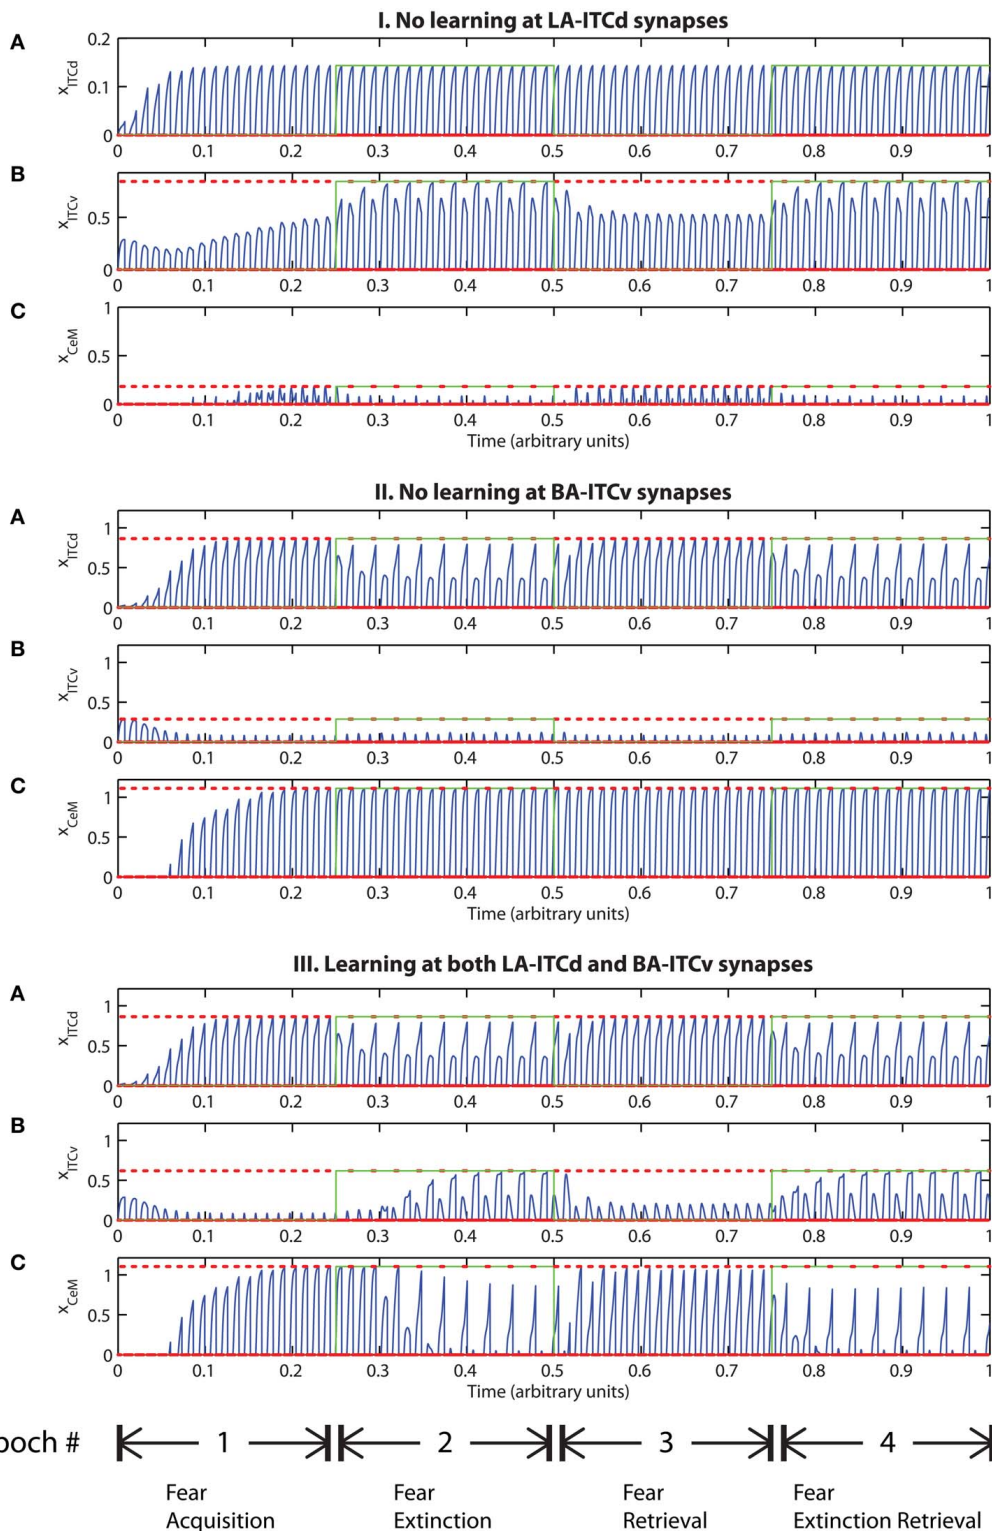 I. No learning at LA-ITCd synapses
A
0.2
0.1
0
xITCd
0 0.1 0.2 0.3 0.4 0.5 0.6 0.7 0.8 0.9 1
B
0.5
0
xITCv
0 0.1 0.2 0.3 0.4 0.5 0.6 0.7 0.8 0.9 1
C
1
0.5
0
xCeM
0 0.1 0.2 0.3 0.4 0.5 0.6 0.7 0.8 0.9 1
Time (arbitrary units)
II. No learning at BA-ITCv synapses
A
1
0.5
0
xITCd
0 0.1 0.2 0.3 0.4 0.5 0.6 0.7 0.8 0.9 1
B
1
0.5
0
xITCv
0 0.1 0.2 0.3 0.4 0.5 0.6 0.7 0.8 0.9 1
C
1
0.5
0
xCeM
0 0.1 0.2 0.3 0.4 0.5 0.6 0.7 0.8 0.9 1
Time (arbitrary units)
III. Learning at both LA-ITCd and BA-ITCv synapses
A
1
0.5
0
xITCd
0 0.1 0.2 0.3 0.4 0.5 0.6 0.7 0.8 0.9 1
B
1
0.5
0
xITCv
0 0.1 0.2 0.3 0.4 0.5 0.6 0.7 0.8 0.9 1
C
1
0.5
0
xCeM
0 0.1 0.2 0.3 0.4 0.5 0.6 0.7 0.8 0.9 1
Time (arbitrary units)
poch # 1 2 3 4
Fear Fear Fear Fear
Acquisition Extinction Retrieval Extinction Retrieval